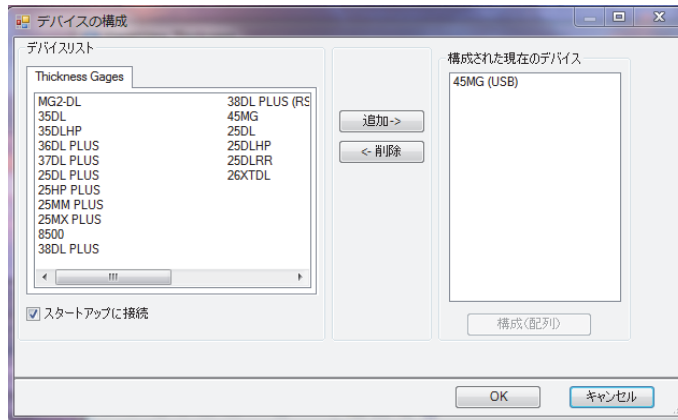 デバイスの構成
デバイスリスト
Thickness Gages
MG2-DL
35DL
35DLHP
36DL PLUS
37DL PLUS
25DL PLUS
25HP PLUS
25MM PLUS
25MX PLUS
8500
38DL PLUS
38DL PLUS (RS
45MG
25DL
25DLHP
25DLRR
26XTDL
スタートアップに接続
追加->
<- 削除
構成された現在のデバイス
45MG (USB)
構成(配列)
OK
キャンセル